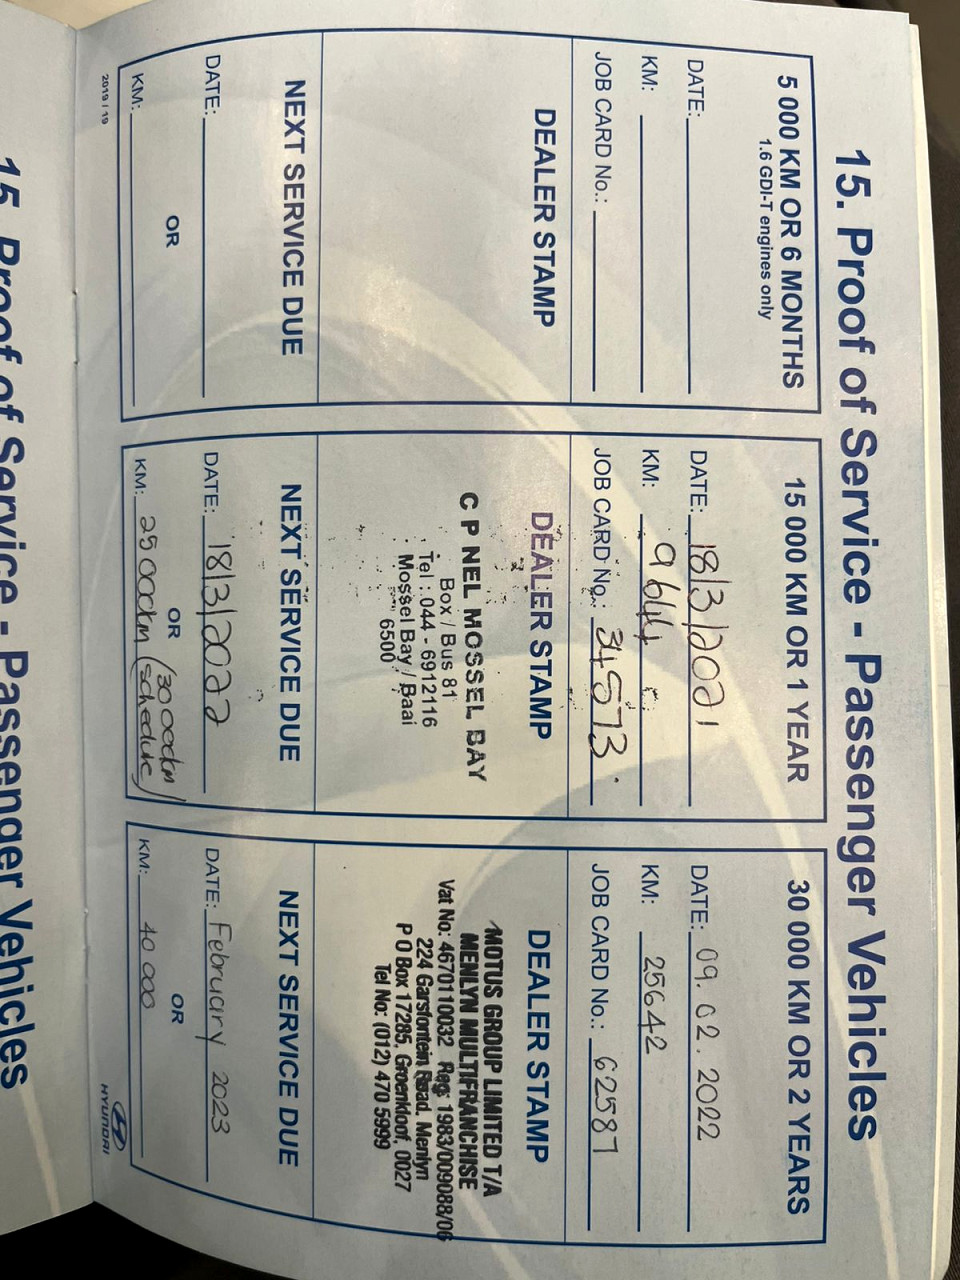 15. Proof of Service - Passenger Vehicles
5 000 KM OR 6 MONTHS
1.6 GDI-T engines only
DATE:
KM:
JOB CARD No.:
DEALER STAMP
NEXT SERVICE DUE
DATE:
OR
KM:
2019 / 19
15 000 KM OR 1 YEAR
DATE: 18/3/2021
KM: 9644
JOB CARD No.: 34573.
DEALER STAMP
C P NEL MOSSEL BAY
Box / Bus 81
Tel : 044 - 6912116
Mossel Bay / Baai
6500
NEXT SERVICE DUE
DATE: 18/3/2022
OR
KM: 25000km (30000km/
schedule)
30 000 KM OR 2 YEARS
DATE: 09. 02. 2022
KM: 25642
JOB CARD No.: 62587
DEALER STAMP
MOTUS GROUP LIMITED T/A
MENLYN MULTIFRANCHISE
Vat No: 4670110032 Reg: 1983/009088/06
224 Garsfontein Road, Menlyn
P O Box 17285, Groenkloof, 0027
Tel No: (012) 470 5999
NEXT SERVICE DUE
DATE: February 2023
OR
KM: 40 000
HYUNDAI
15. Proof of Service - Passenger Vehicles